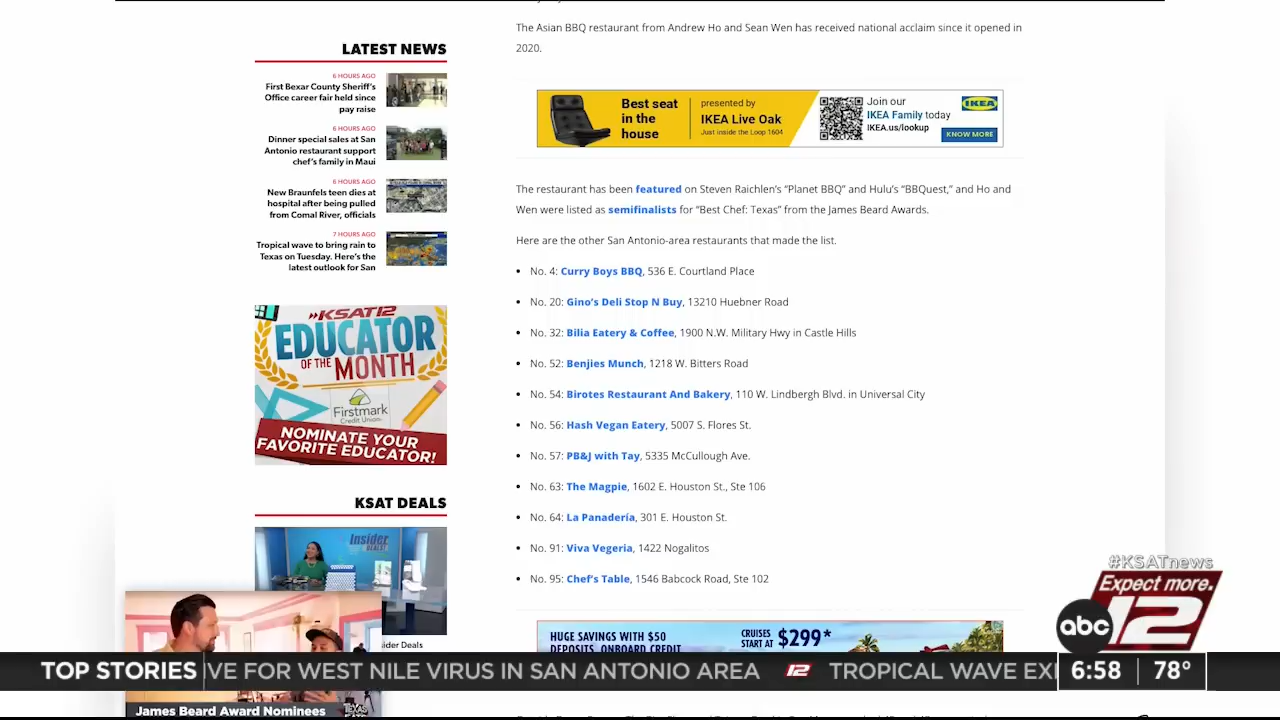 The Asian BBQ restaurant from Andrew Ho and Sean Wen has received national acclaim since it opened in
2020.
LATEST NEWS
6 HOURS AGO
First Bexar County Sheriff's
Office career fair held since
pay raise
6 HOURS AGO
Dinner special sales at San
Antonio restaurant support
chef's family in Maui
6 HOURS AGO
New Braunfels teen dies at
hospital after being pulled
from Comal River, officials
7 HOURS AGO
Tropical wave to bring rain to
Texas on Tuesday. Here's the
latest outlook for San
Best seat
in the
house
presented by
IKEA Live Oak
Just inside the Loop 1604
Join our
IKEA Family today
IKEA.us/lookup
IKEA
KNOW MORE
The restaurant has been featured on Steven Raichlen's “Planet BBQ” and Hulu's “BBQuest,” and Ho and
Wen were listed as semifinalists for “Best Chef: Texas” from the James Beard Awards.
Here are the other San Antonio-area restaurants that made the list.
• No. 4: Curry Boys BBQ, 536 E. Courtland Place
• No. 20: Gino's Deli Stop N Buy, 13210 Huebner Road
• No. 32: Bilia Eatery & Coffee, 1900 N.W. Military Hwy in Castle Hills
• No. 52: Benjies Munch, 1218 W. Bitters Road
• No. 54: Birotes Restaurant And Bakery, 110 W. Lindbergh Blvd. in Universal City
• No. 56: Hash Vegan Eatery, 5007 S. Flores St.
• No. 57: PB&J with Tay, 5335 McCullough Ave.
• No. 63: The Magpie, 1602 E. Houston St., Ste 106
• No. 64: La Panadería, 301 E. Houston St.
• No. 91: Viva Vegeria, 1422 Nogalitos
• No. 95: Chef's Table, 1546 Babcock Road, Ste 102
»KSAT12
EDUCATOR
OF THE MONTH
Firstmark
Credit Union
NOMINATE YOUR
FAVORITE EDUCATOR!
KSAT DEALS
Insider
DEALS!
ider Deals
HUGE SAVINGS WITH $50
DEPOSITS, ONBOARD CREDIT
CRUISES
START AT
$299*
#KSATnews
Expect more.
abc 12
TOP STORIES
IVE FOR WEST NILE VIRUS IN SAN ANTONIO AREA 12 TROPICAL WAVE EX
6:58 78°
James Beard Award Nominees